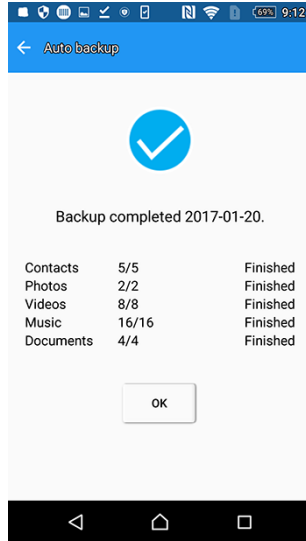 69% 9:12
Auto backup
Backup completed 2017-01-20.
Contacts 5/5 Finished
Photos 2/2 Finished
Videos 8/8 Finished
Music 16/16 Finished
Documents 4/4 Finished
OK